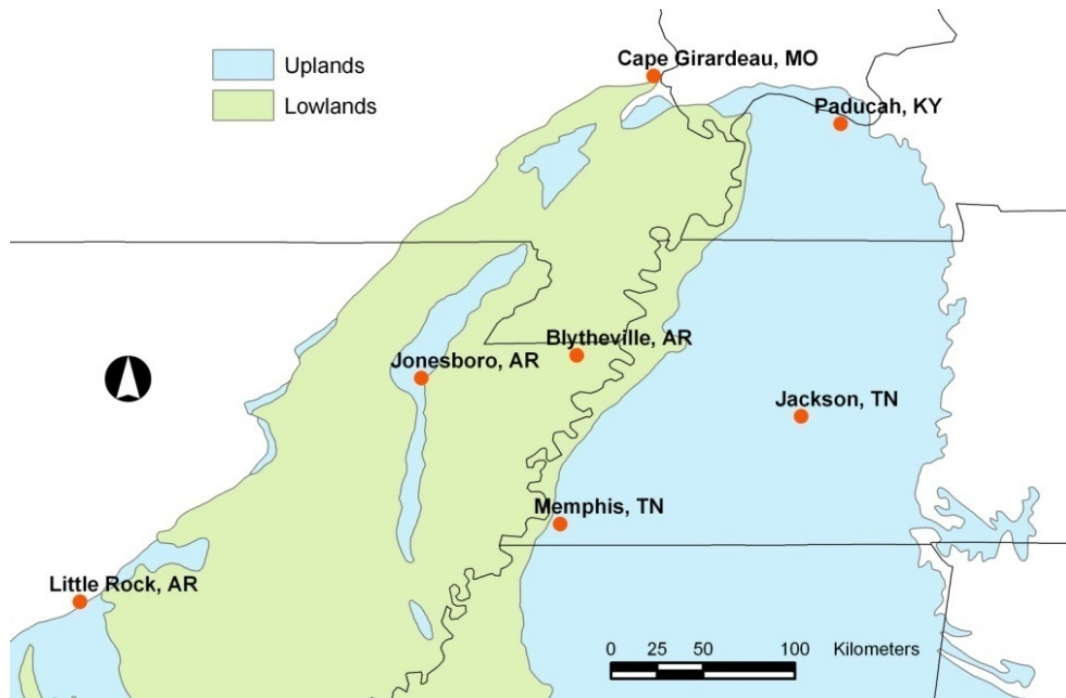 Uplands
Lowlands
Cape Girardeau, MO
Paducah, KY
Blytheville, AR
Jonesboro, AR
Jackson, TN
Memphis, TN
Little Rock, AR
0 25 50 100 Kilometers